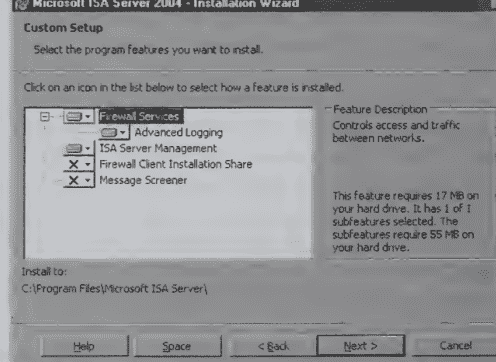 Microsoft ISA Server 2004 - Installation Wizard
Custom Setup
Select the program features you want to install.
Click on an icon in the list below to select how a feature is installed.
Firewall Services
Advanced Logging
ISA Server Management
Firewall Client Installation Share
Message Screener
Feature Description
Controls access and traffic
between networks.
This feature requires 17 MB on
your hard drive. It has 1 of 1
subfeatures selected. The
subfeatures require 55 MB on
your hard drive.
Install to:
C:\Program Files\Microsoft ISA Server\
Help Space < Back Next > Cancel